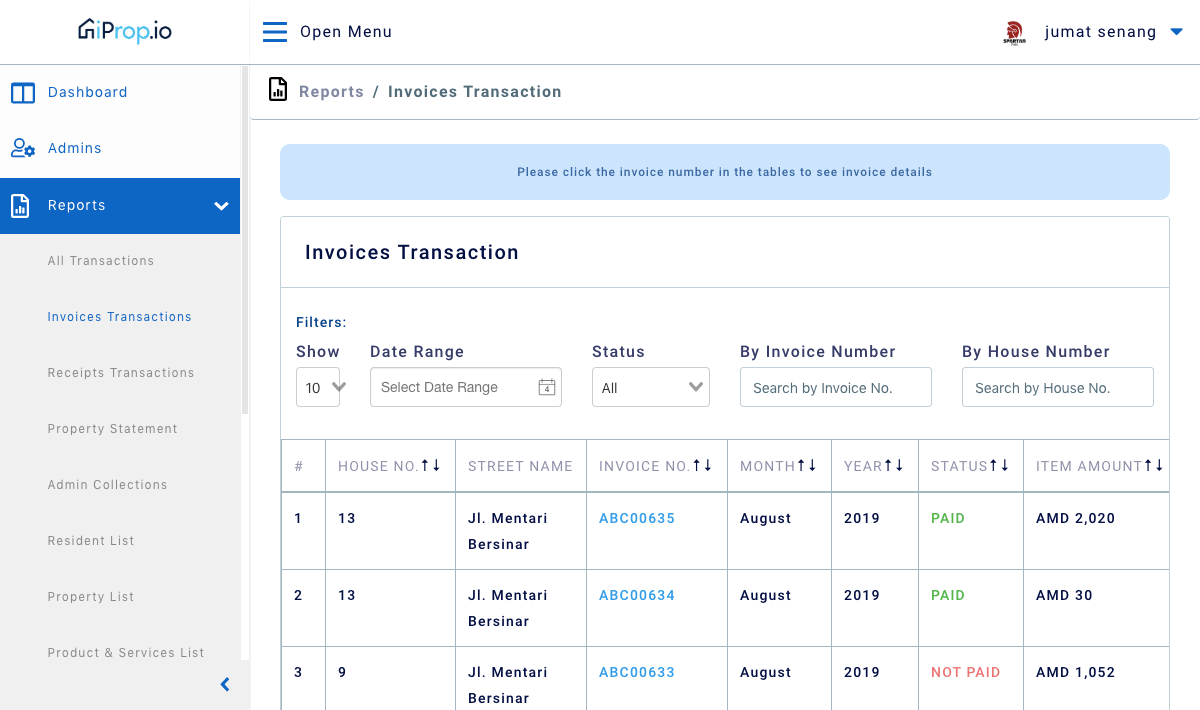 iProp.io
Open Menu
jumat senang
Dashboard
Admins
Reports
All Transactions
Invoices Transactions
Receipts Transactions
Property Statement
Admin Collections
Resident List
Property List
Product & Services List
Reports / Invoices Transaction
Please click the invoice number in the tables to see invoice details
Invoices Transaction
Filters:
Show Date Range Status By Invoice Number By House Number
10 Select Date Range 4 All Search by Invoice No. Search by House No.
# HOUSE NO. STREET NAME INVOICE NO. MONTH YEAR STATUS ITEM AMOUNT
1 13 Jl. Mentari ABC00635 August 2019 PAID AMD 2,020
Bersinar
2 13 Jl. Mentari ABC00634 August 2019 PAID AMD 30
Bersinar
3 9 Jl. Mentari ABC00633 August 2019 NOT PAID AMD 1,052
Bersinar